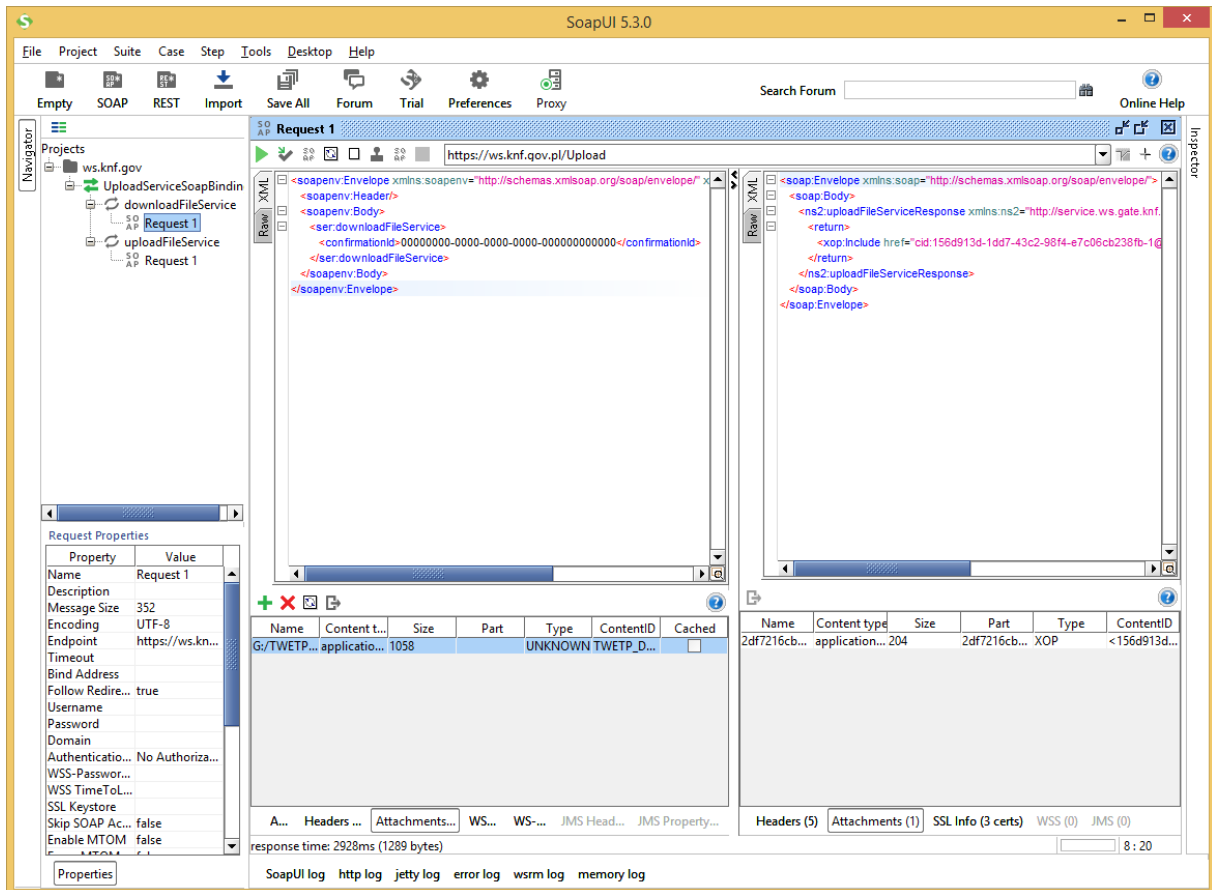 SoapUI 5.3.0
File Project Suite Case Step Tools Desktop Help
Empty SOAP REST Import Save All Forum Trial Preferences Proxy Search Forum Online Help
Navigator
Projects
ws.knf.gov
UploadServiceSoapBindin
downloadFileService
Request 1
uploadFileService
Request 1
Request Properties
Property Value
Name Request 1
Description
Message Size 352
Encoding UTF-8
Endpoint https://ws.kn...
Timeout
Bind Address
Follow Redire... true
Username
Password
Domain
Authenticatio... No Authoriza...
WSS-Passwor...
WSS TimeToL...
SSL Keystore
Skip SOAP Ac... false
Enable MTOM false
Properties
SOAP Request 1
https://ws.knf.gov.pl/Upload
XML
Raw
<soapenv:Envelope xmlns:soapenv="http://schemas.xmlsoap.org/soap/envelope/" x
<soapenv:Header/>
<soapenv:Body>
<ser:downloadFileService>
<confirmationId>00000000-0000-0000-0000-000000000000</confirmationId>
</ser:downloadFileService>
</soapenv:Body>
</soapenv:Envelope>
Name Content t... Size Part Type ContentID Cached
G:/TWETP... applicatio... 1058 UNKNOWN TWETP_D...
A... Headers ... Attachments... WS... WS-... JMS Head... JMS Property...
XML
Raw
<soap:Envelope xmlns:soap="http://schemas.xmlsoap.org/soap/envelope/">
<soap:Body>
<ns2:uploadFileServiceResponse xmlns:ns2="http://service.ws.gate.knf.
<return>
<xop:Include href="cid:156d913d-1dd7-43c2-98f4-e7c06cb238fb-1@
</return>
</ns2:uploadFileServiceResponse>
</soap:Body>
</soap:Envelope>
Name Content type Size Part Type ContentID
2df7216cb... application... 204 2df7216cb... XOP <156d913d...
Headers (5) Attachments (1) SSL Info (3 certs) WSS (0) JMS (0)
Inspector
response time: 2928ms (1289 bytes) 8 : 20
SoapUI log http log jetty log error log wsrm log memory log